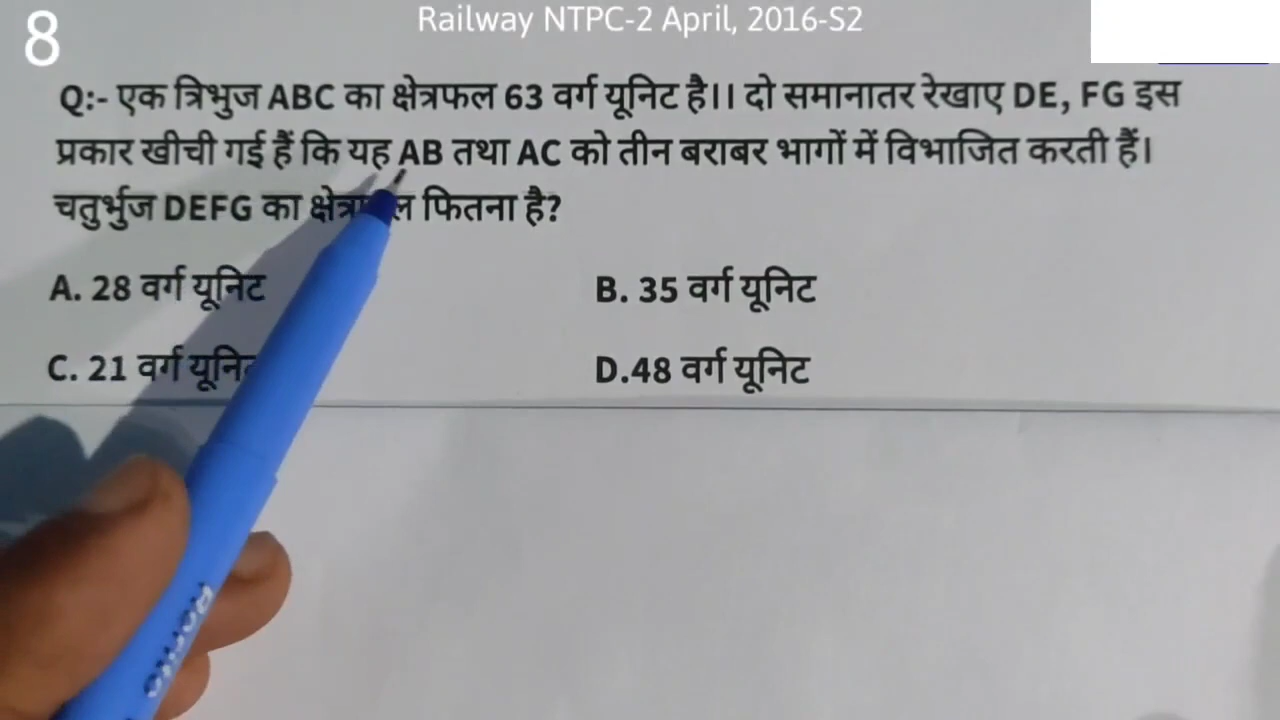 Railway NTPC-2 April, 2016-S2
8
Q:- एक त्रिभुज ABC का क्षेत्रफल 63 वर्ग यूनिट है।। दो समानातर रेखाए DE, FG इस
प्रकार खीची गई हैं कि यह AB तथा AC को तीन बराबर भागों में विभाजित करती हैं।
चतुर्भुज DEFG का फितना है?
A. 28 वर्ग यूनिट
B. 35 वर्ग यूनिट
C. 21 वर्ग
D.48 वर्ग यूनिट